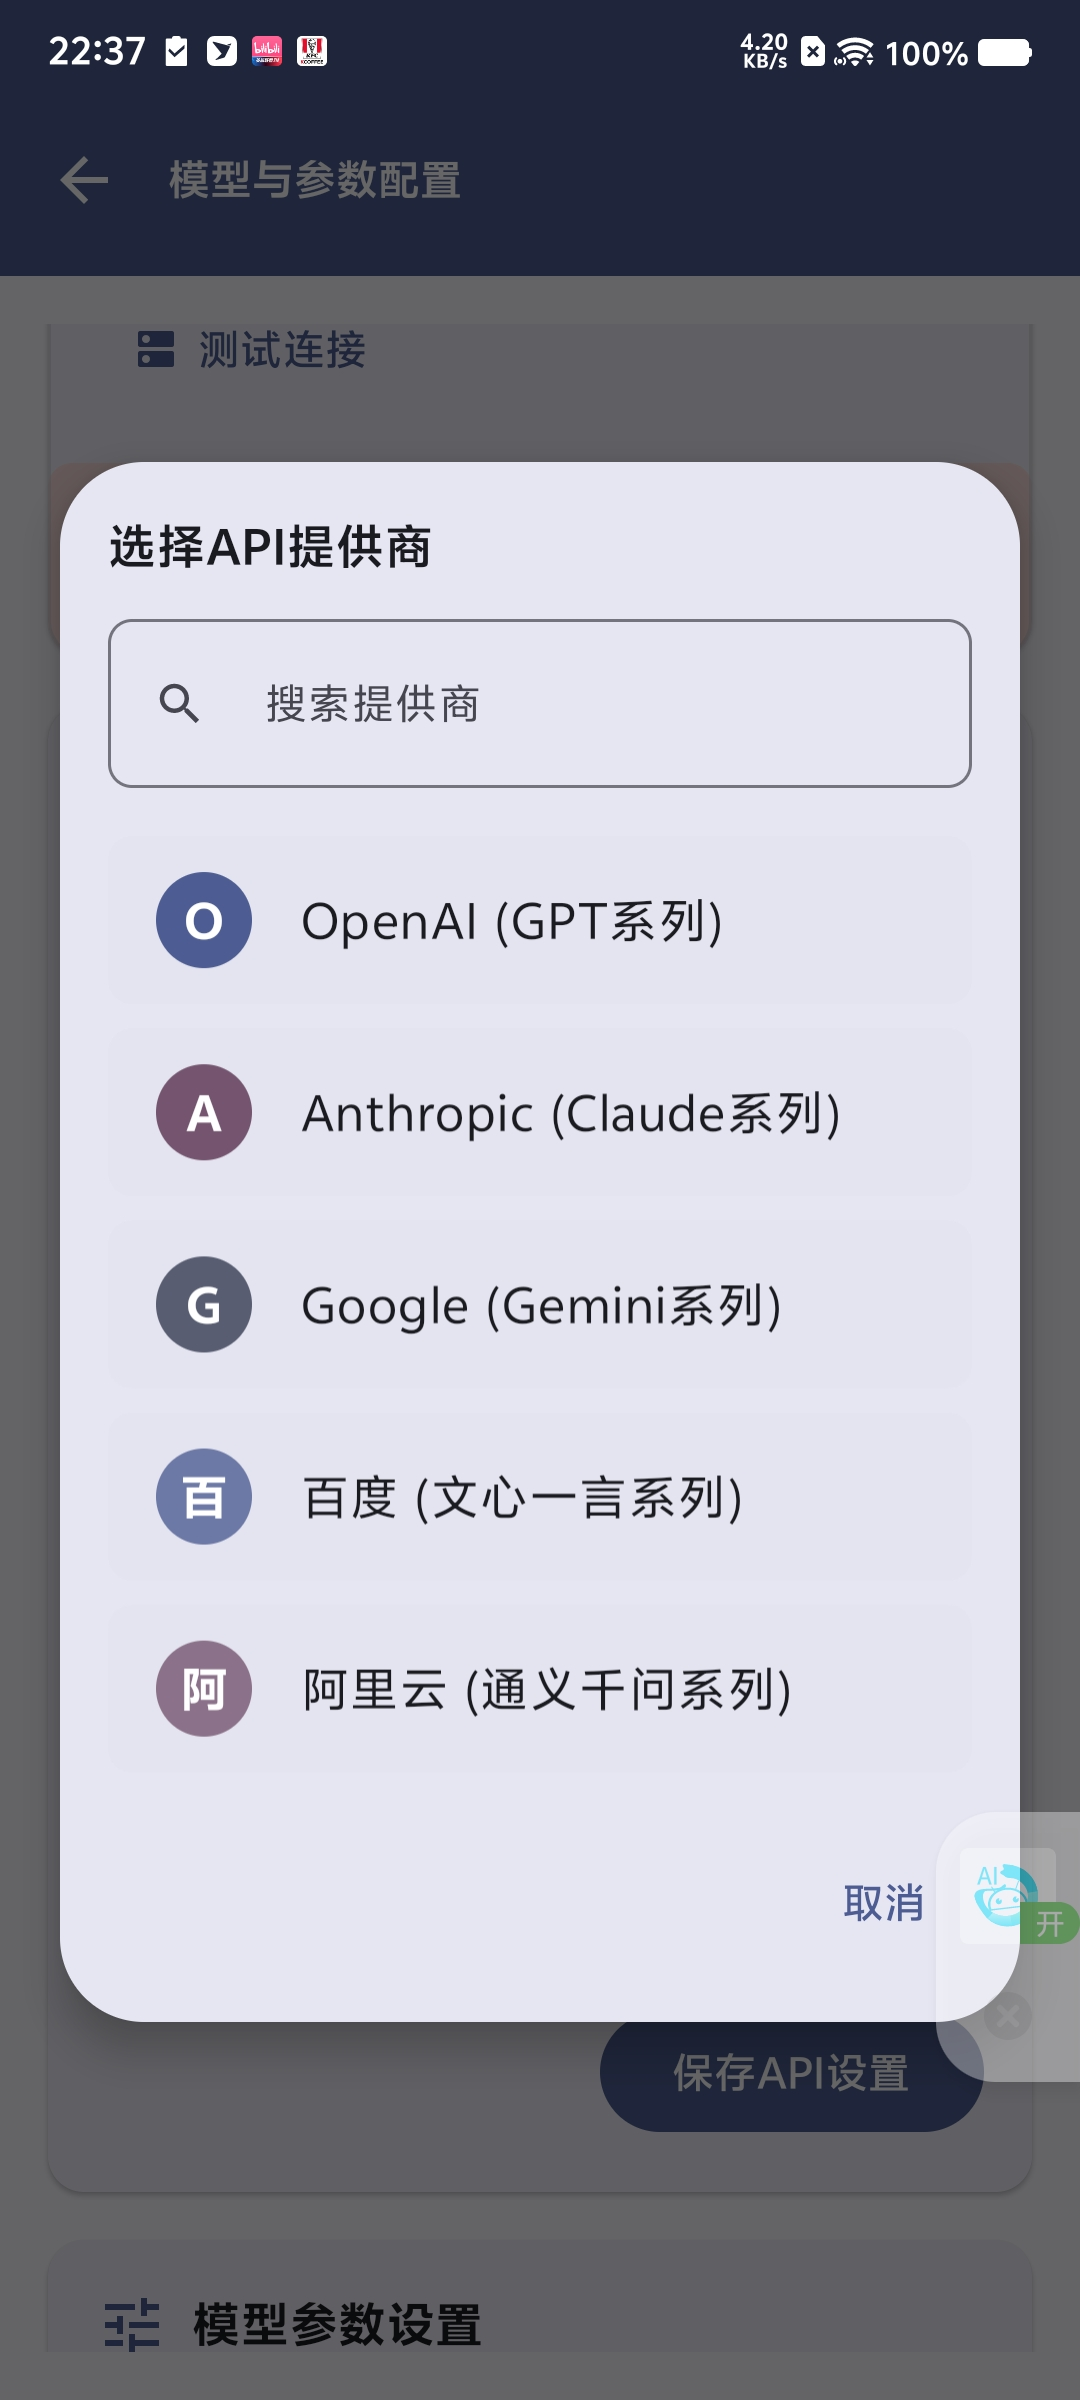 22:37
4.20
KB/s
100%
模型与参数配置
测试连接
选择API提供商
搜索提供商
O
OpenAI (GPT系列)
A
Anthropic (Claude系列)
G
Google (Gemini系列)
百
百度 (文心一言系列)
阿
阿里云 (通义千问系列)
AI
开
取消
保存API设置
模型参数设置